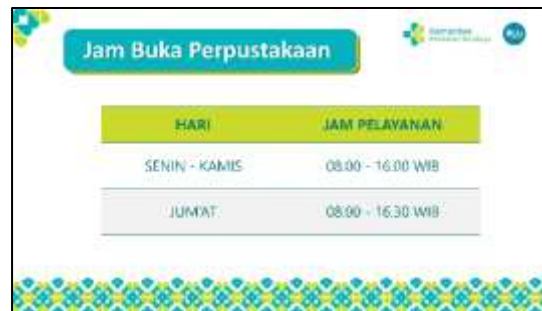 Jam Buka Perpustakaan
HARI JAM PELAYANAN
SENIN - KAMIS 08.00 - 16.00 WIB
JUM'AT 08.00 - 16.30 WIB